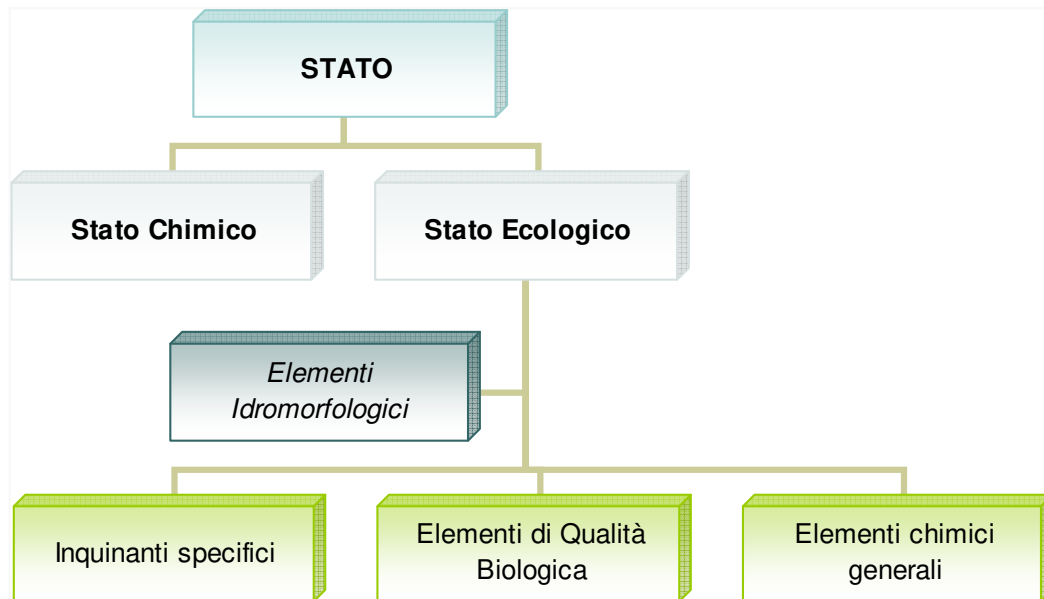 STATO
Stato Chimico
Stato Ecologico
Elementi
Idromorfologici
Inquinanti specifici
Elementi di Qualità
Biologica
Elementi chimici
generali